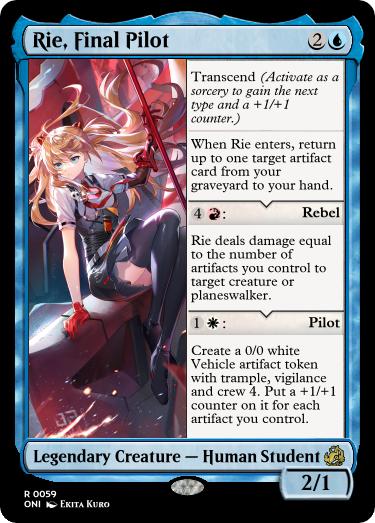 Rie, Final Pilot 2
Transcend (Activate as a
sorcery to gain the next
type and a +1/+1
counter.)
When Rie enters, return
up to one target artifact
card from your
graveyard to your hand.
4 : Rebel
Rie deals damage equal
to the number of
artifacts you control to
target creature or
planeswalker.
1 : Pilot
Create a 0/0 white
Vehicle artifact token
with trample, vigilance
and crew 4. Put a +1/+1
counter on it for each
artifact you control.
Legendary Creature — Human Student
2/1
R 0059
ONI Ekita Kuro